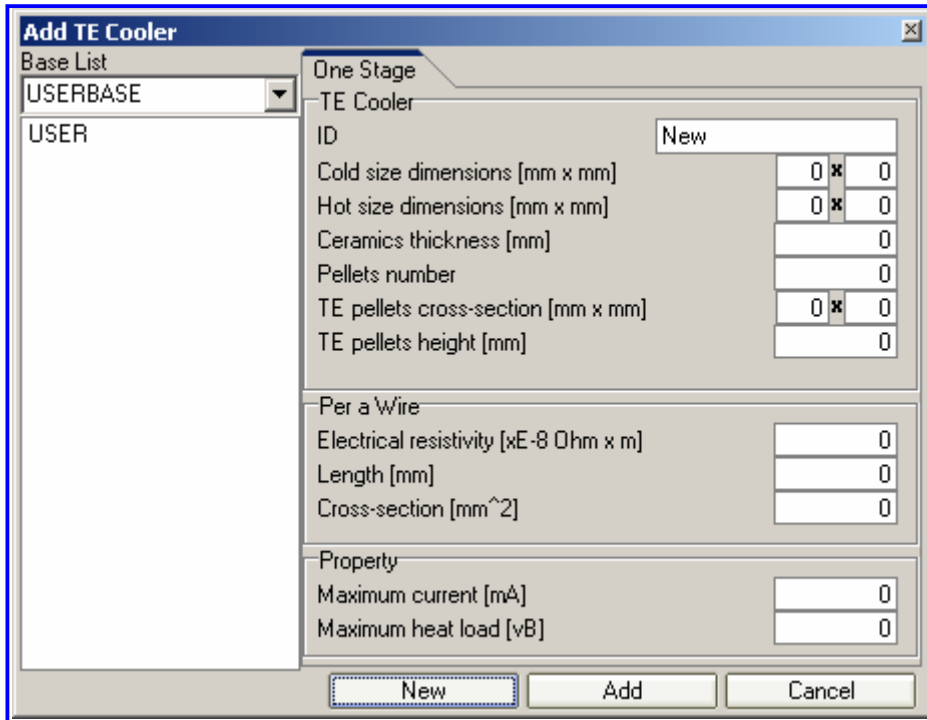 Add TE Cooler
Base List
USERBASE
USER
One Stage
TE Cooler
ID New
Cold size dimensions [mm x mm] 0 x 0
Hot size dimensions [mm x mm] 0 x 0
Ceramics thickness [mm] 0
Pellets number 0
TE pellets cross-section [mm x mm] 0 x 0
TE pellets height [mm] 0
Per a Wire
Electrical resistivity [xE-8 Ohm x m] 0
Length [mm] 0
Cross-section [mm^2] 0
Property
Maximum current [mA] 0
Maximum heat load [vB] 0
New Add Cancel